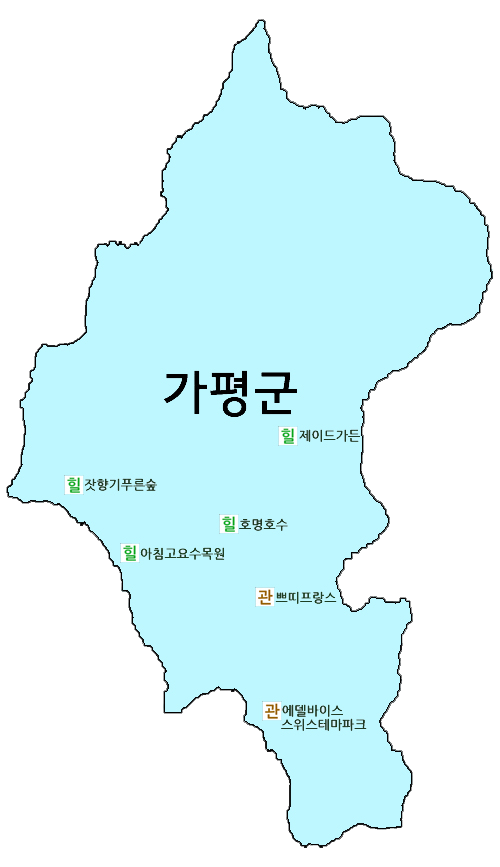 가평군
힐 제이드가든
힐 잣향기푸른숲
힐 호명호수
힐 아침고요수목원
관 쁘띠프랑스
관 에델바이스
스위스테마파크